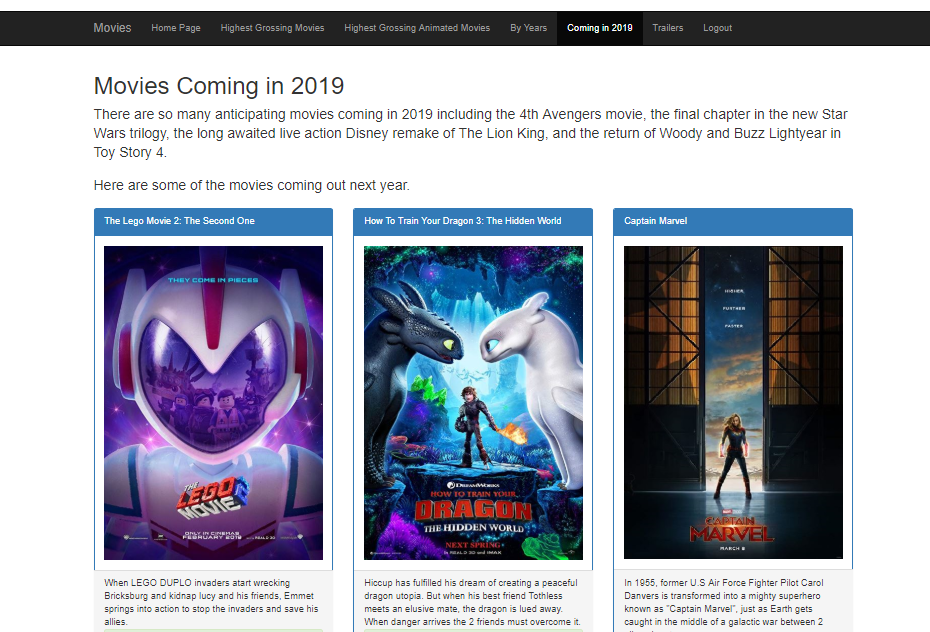 Movies Home Page Highest Grossing Movies Highest Grossing Animated Movies By Years Coming in 2019 Trailers Logout
Movies Coming in 2019
There are so many anticipating movies coming in 2019 including the 4th Avengers movie, the final chapter in the new Star
Wars trilogy, the long awaited live action Disney remake of The Lion King, and the return of Woody and Buzz Lightyear in
Toy Story 4.
Here are some of the movies coming out next year.
The Lego Movie 2: The Second One
THEY COME IN PIECES
THE
LEGO
MOVIE 2
ONLY IN CINEMAS
FEBRUARY 2019
REALD 3D
When LEGO DUPLO invaders atart wrecking
Bricksburg and kidnap lucy and his friends, Emmet
springs into action to stop the invaders and save his
allies.
How To Train Your Dragon 3: The Hidden World
DREAMWORKS
HOW TO TRAIN YOUR
DRAGON
THE HIDDEN WORLD
NEXT SPRING
IN REALD 3D AND IMAX
Hiccup has fulfilled his dream of creating a peaceful
dragon utopia. But when his best friend Tothless
meets an elusive mate, the dragon is lued away.
When danger arrives the 2 friends must overcome it.
Captain Marvel
HIGHER.
FURTHER.
FASTER.
CAPTAIN
MARVEL
MARCH 8
In 1955, former U.S Air Force Fighter Pilot Carol
Danvers is transformed into a mighty superhero
known as "Captain Marvel", just as Earth gets
caught in the middle of a galactic war between 2